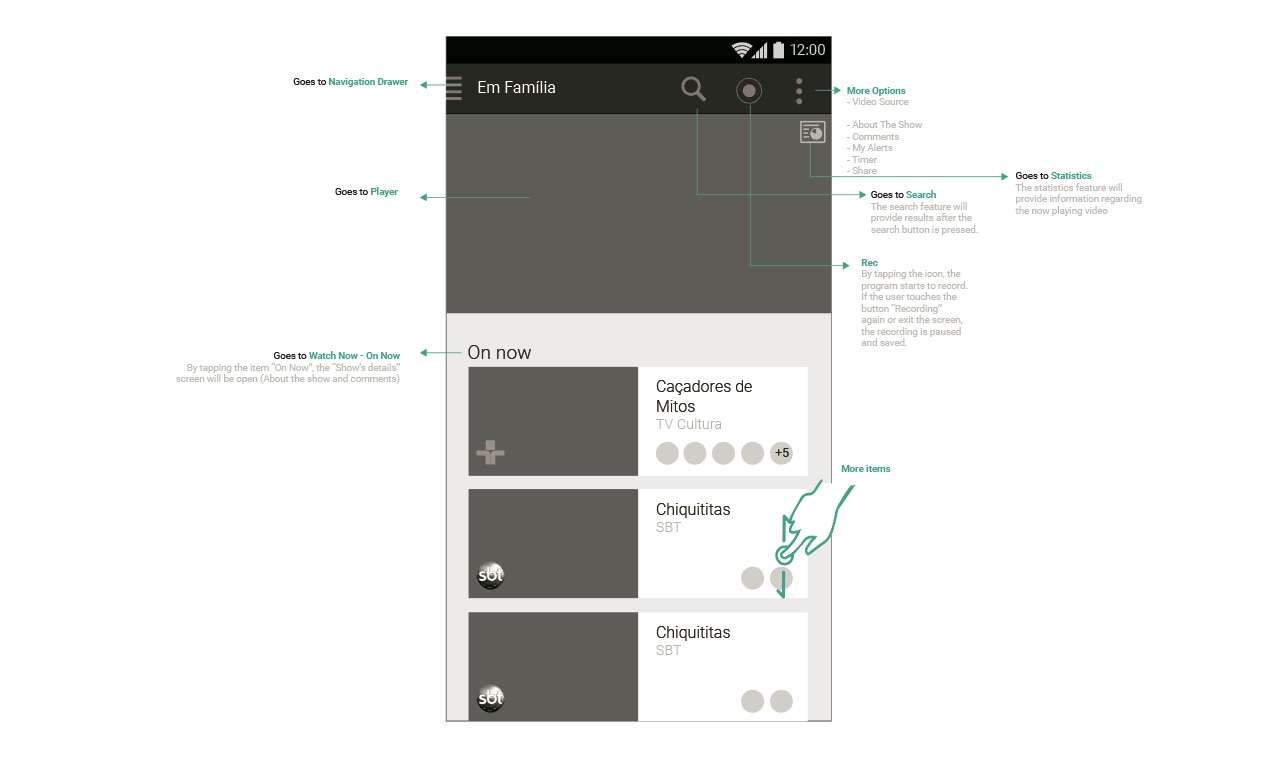 12:00
Goes to Navigation Drawer
Em Família
More Options
- Video Source
- About The Show
- Comments
- My Alerts
- Timer
- Share
Goes to Statistics
The statistics feature will
provide information regarding
the now playing video
Goes to Player
Goes to Search
The search feature will
provide results after the
search button is pressed.
Rec
By tapping the icon, the
program starts to record.
If the user touches the
button "Recording"
again or exit the screen,
the recording is paused
and saved.
Goes to Watch Now - On Now
By tapping the item "On Now", the "Show's details"
screen will be open (About the show and comments)
On now
Caçadores de
Mitos
TV Cultura
+5
More items
Chiquititas
SBT
sbt
Chiquititas
SBT
sbt